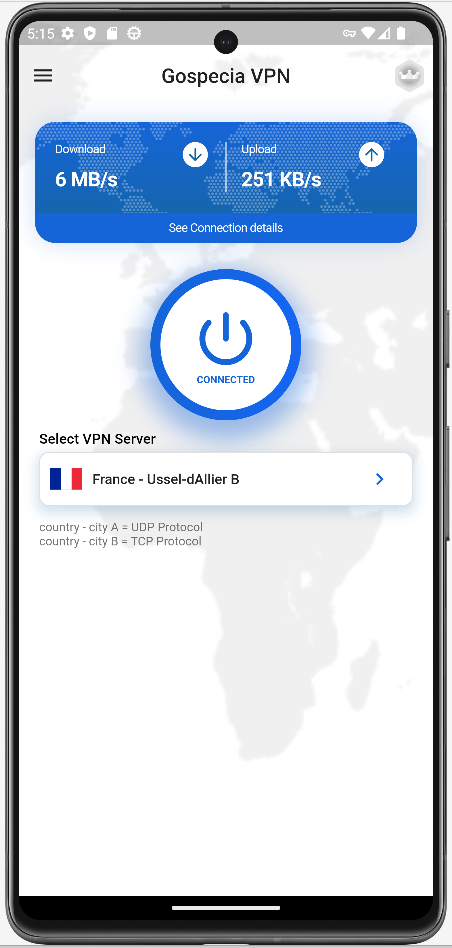 5:15
Gospecia VPN
Download
6 MB/s
Upload
251 KB/s
See Connection details
CONNECTED
Select VPN Server
France - Ussel-dAllier B
country - city A = UDP Protocol
country - city B = TCP Protocol